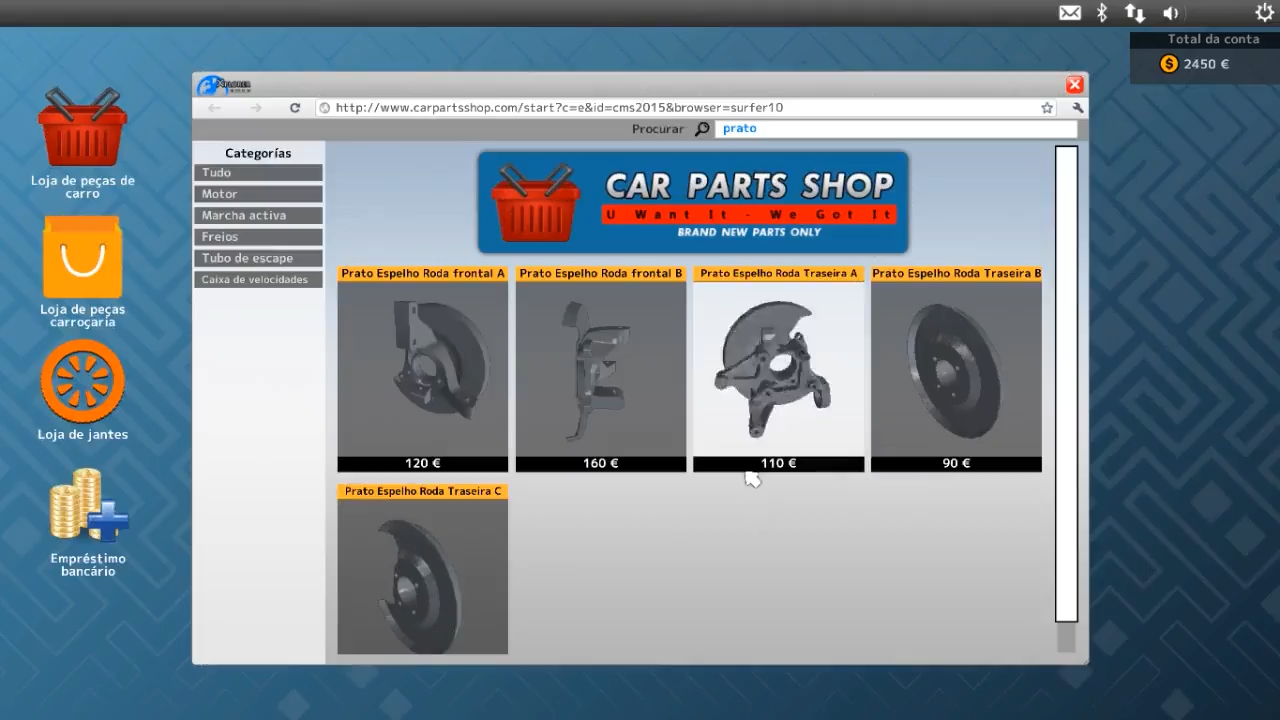 Total da conta
2450 €
http://www.carpartsshop.com/start?c=e&id=cms2015&browser=surfer10
Procurar
prato
Loja de peças de
carro
Loja de peças
carroçaria
Loja de jantes
Empréstimo
bancário
Categorías
Tudo
Motor
Marcha activa
Freios
Tubo de escape
Caixa de velocidades
CAR PARTS SHOP
U Want It - We Got It
BRAND NEW PARTS ONLY
Prato Espelho Roda frontal A
120 €
Prato Espelho Roda frontal B
160 €
Prato Espelho Roda Traseira A
110 €
Prato Espelho Roda Traseira B
90 €
Prato Espelho Roda Traseira C